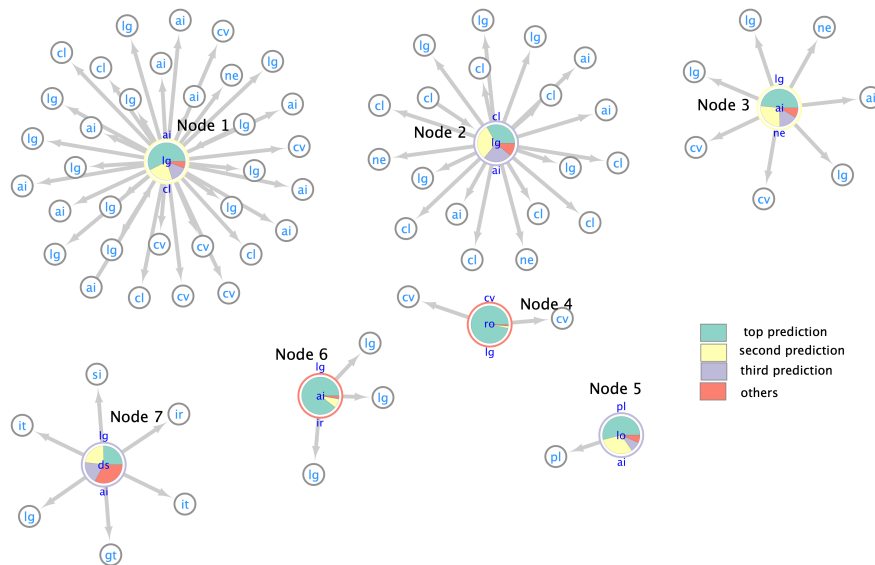 lg
ai
cv
cl
cl
ai
ne
lg
lg
lg
ai
lg
ai
ai
lg
Node 1
ai
lg
cl
lg
cv
ai
lg
ai
ai
lg
lg
ai
lg
lg
cv
cl
ai
cl
cv
cv
lg
lg
lg
cl
cl
ai
cl
ai
Node 2
cl
lg
ai
ne
lg
lg
cl
cl
ai
cl
cl
cl
ne
lg
ne
lg
ai
Node 3
lg
ai
ne
cv
lg
cv
cv
cv
ro
lg
Node 4
cv
Node 6
lg
ai
ir
lg
lg
lg
Node 5
pl
lo
ai
pl
top prediction
second prediction
third prediction
others
si
it
Node 7
ir
lg
ds
ai
lg
it
gt